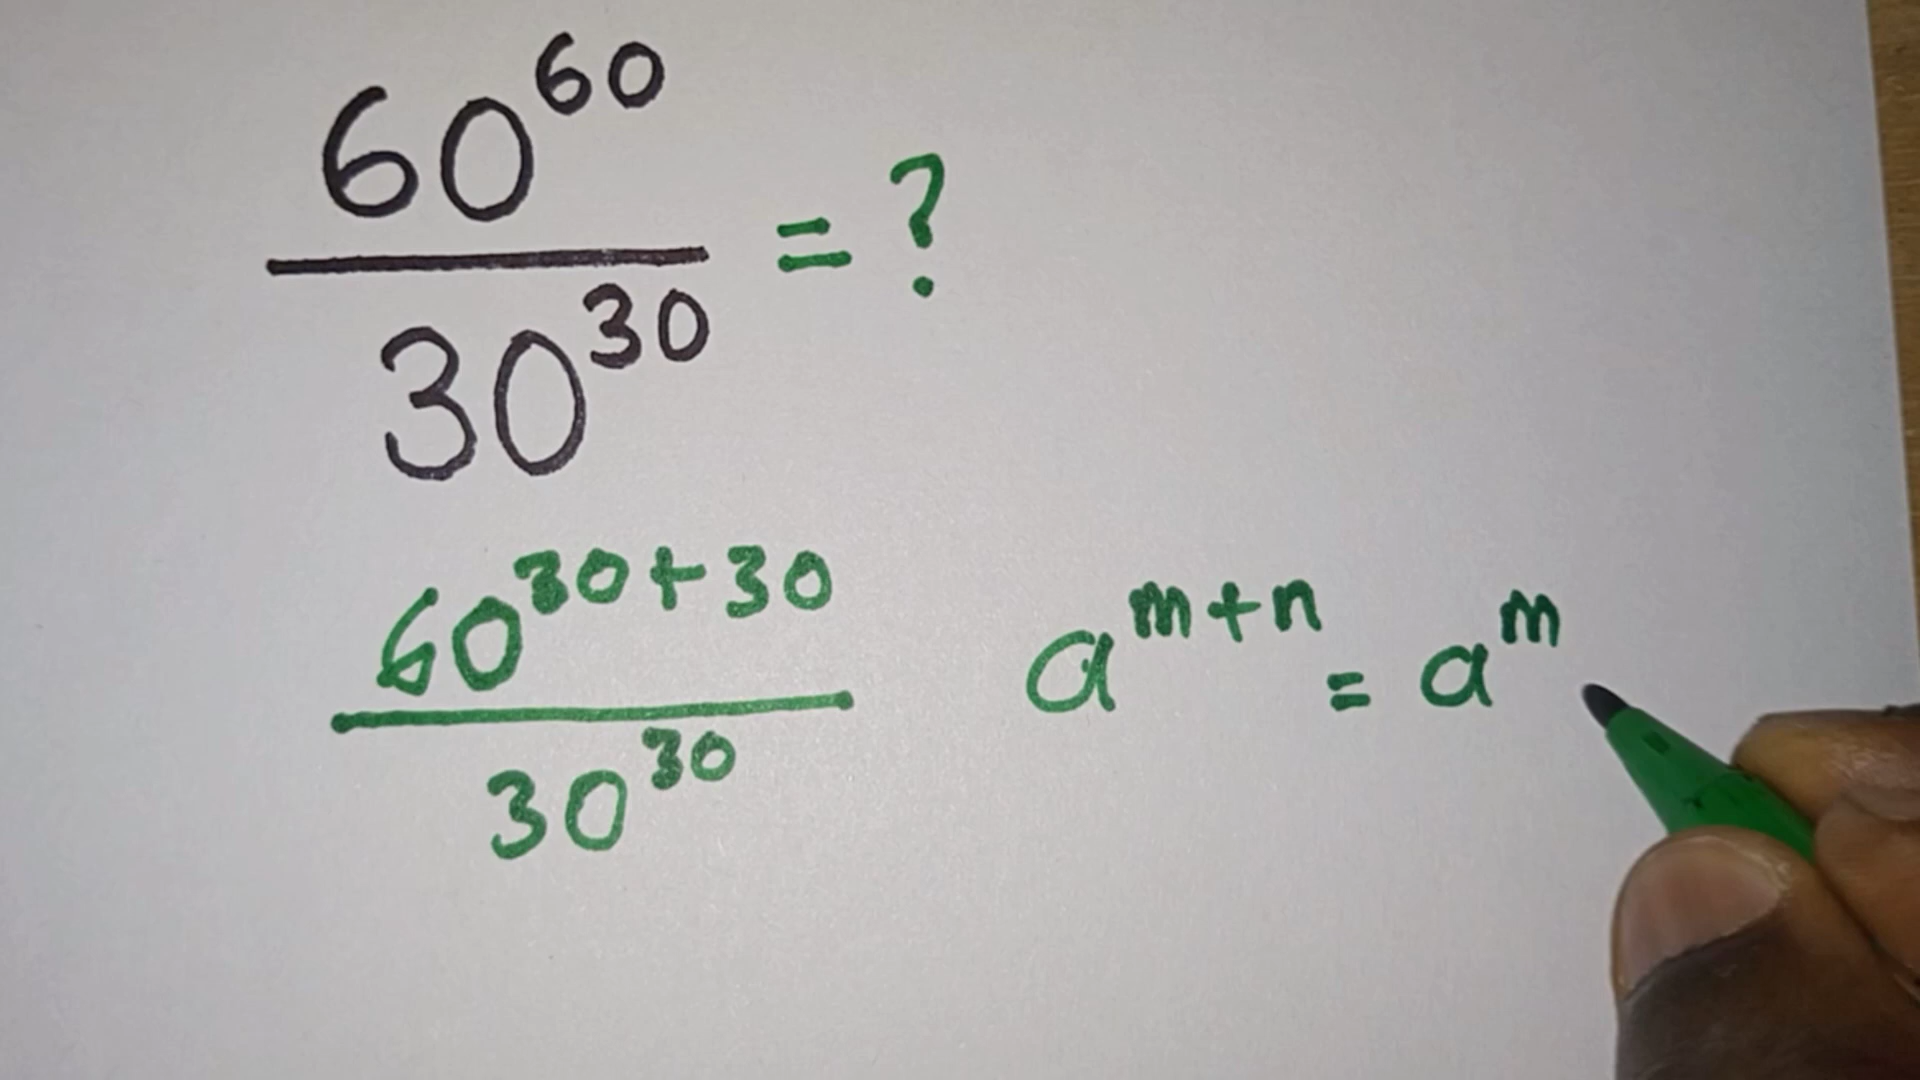 60^60
/ 30^30 = ?
60^30+30
/ 30^30
a^m+n = a^m